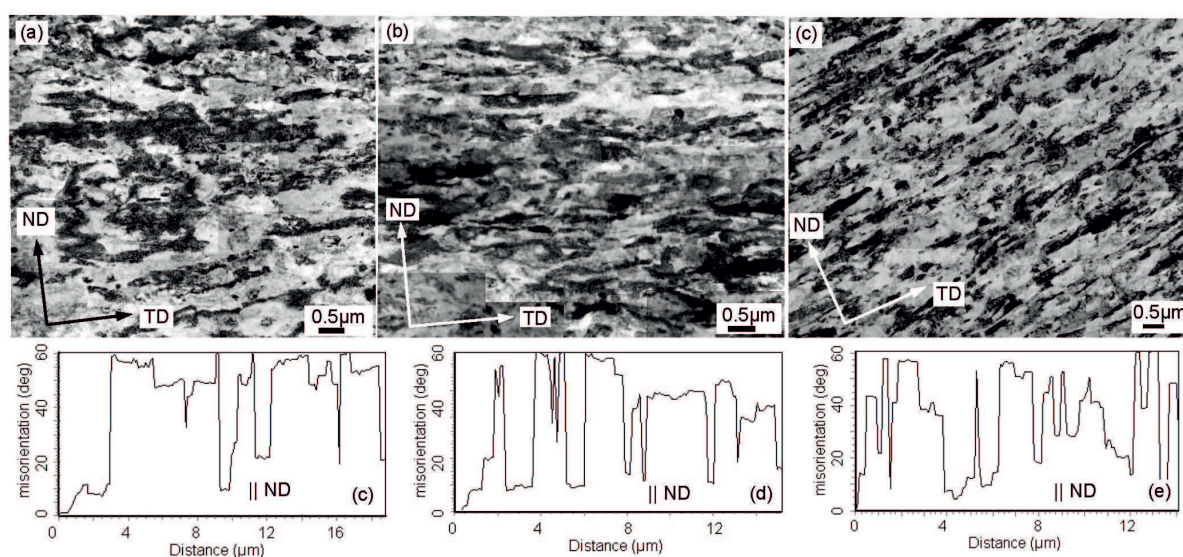 (a)
ND
TD
0.5µm
(b)
ND
TD
0.5µm
(c)
ND
TD
0.5µm
misorientation (deg)
60
40
20
0
|| ND
(c)
0 4 8 12 16
Distance (µm)
misorientation (deg)
60
40
20
0
|| ND
(d)
0 4 8 12
Distance (µm)
misorientation (deg)
60
40
20
0
|| ND
(e)
0 4 8 12
Distance (µm)